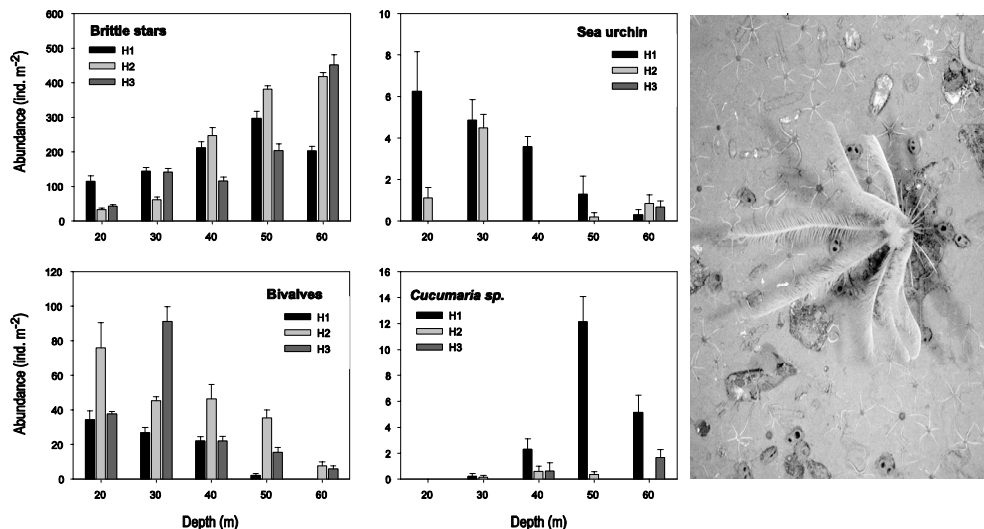 Brittle stars
H1
H2
H3
Abundance (ind. m⁻²)
600
500
400
300
200
100
0
20 30 40 50 60
Sea urchin
H1
H2
H3
10
8
6
4
2
0
20 30 40 50 60
Bivalves
H1
H2
H3
Abundance (ind. m⁻²)
120
100
80
60
40
20
0
20 30 40 50 60
Depth (m)
Cucumaria sp.
H1
H2
H3
16
14
12
10
8
6
4
2
0
20 30 40 50 60
Depth (m)